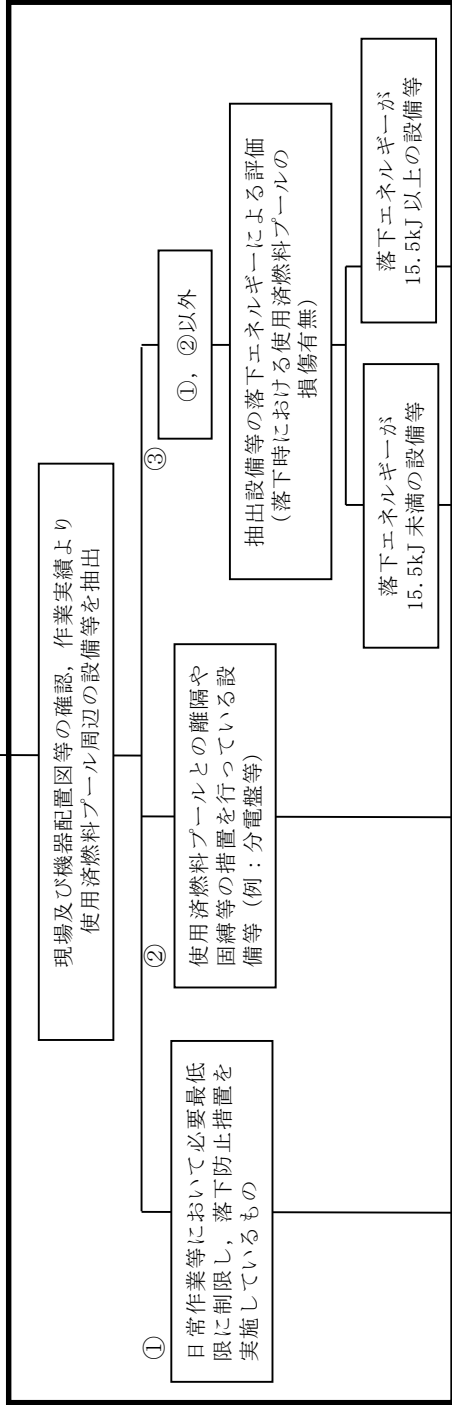 現場及び機器配置図等の確認，作業実績より
使用済燃料プール周辺の設備等を抽出
①
日常作業等において必要最低
限に制限し，落下防止措置を
実施しているもの
②
使用済燃料プールとの離隔や
固縛等の措置を行っている設
備等（例：分電盤等）
③
①，②以外
抽出設備等の落下エネルギーによる評価
（落下時における使用済燃料プールの
損傷有無）
落下エネルギーが
15.5kJ 未満の設備等
落下エネルギーが
15.5kJ 以上の設備等